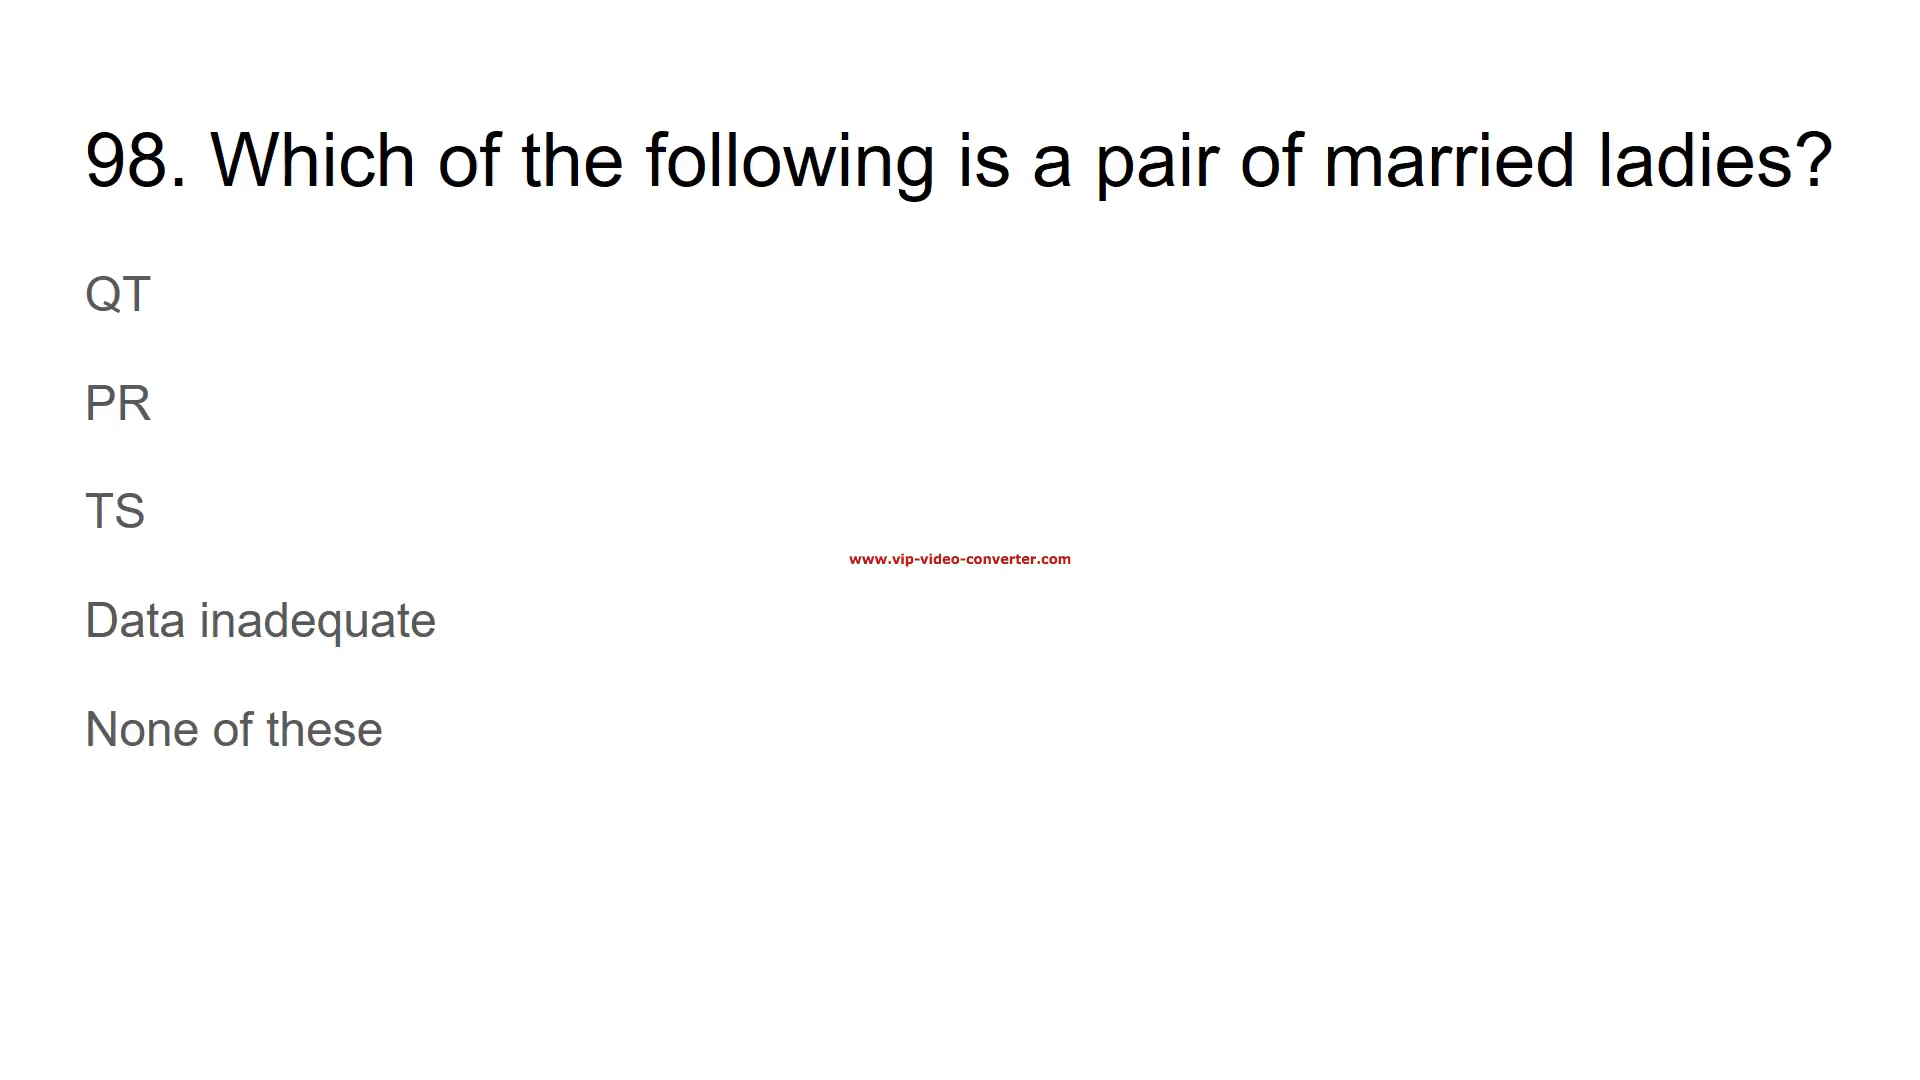 98. Which of the following is a pair of married ladies?
QT
PR
TS
www.vip-video-converter.com
Data inadequate
None of these